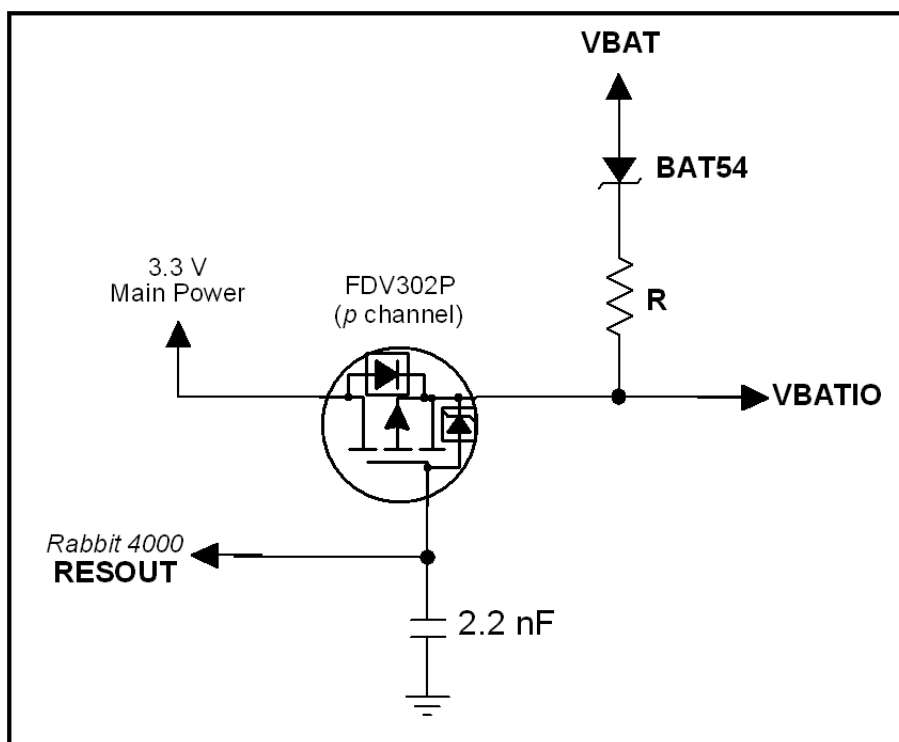 VBAT
BAT54
3.3 V
Main Power
FDV302P
(p channel)
R
VBATIO
Rabbit 4000
RESOUT
2.2 nF